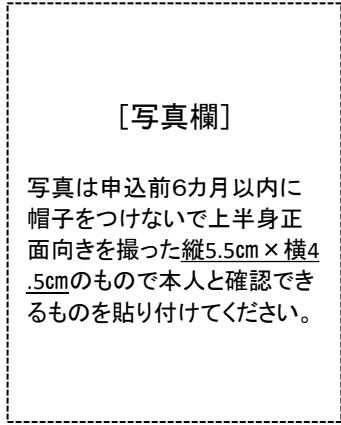 ［写真欄］
写真は申込前６カ月以内に
帽子をつけないで上半身正
面向きを撮った縦5.5㎝×横4
.5㎝のもので本人と確認でき
るものを貼り付けてください。